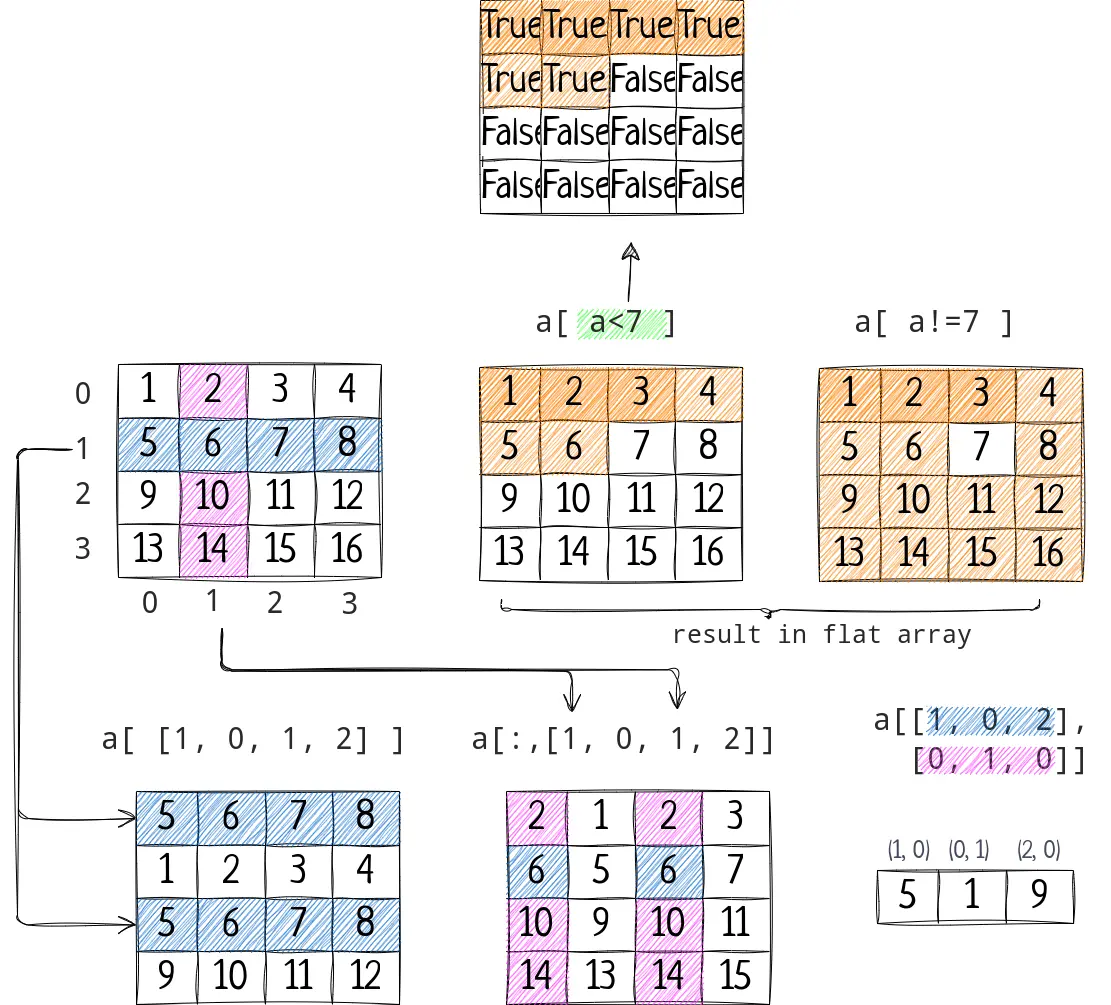 True True True True
True True False False
False False False False
False False False False
a[ a<7 ]
a[ a!=7 ]
0 1 2 3 4
1 5 6 7 8
2 9 10 11 12
3 13 14 15 16
0 1 2 3
1 2 3 4
5 6 7 8
9 10 11 12
13 14 15 16
1 2 3 4
5 6 7 8
9 10 11 12
13 14 15 16
result in flat array
a[ [1, 0, 1, 2] ]
5 6 7 8
1 2 3 4
5 6 7 8
9 10 11 12
a[:,[1, 0, 1, 2]]
2 1 2 3
6 5 6 7
10 9 10 11
14 13 14 15
a[[1, 0, 2],
[0, 1, 0]]
(1, 0) (0, 1) (2, 0)
5 1 9